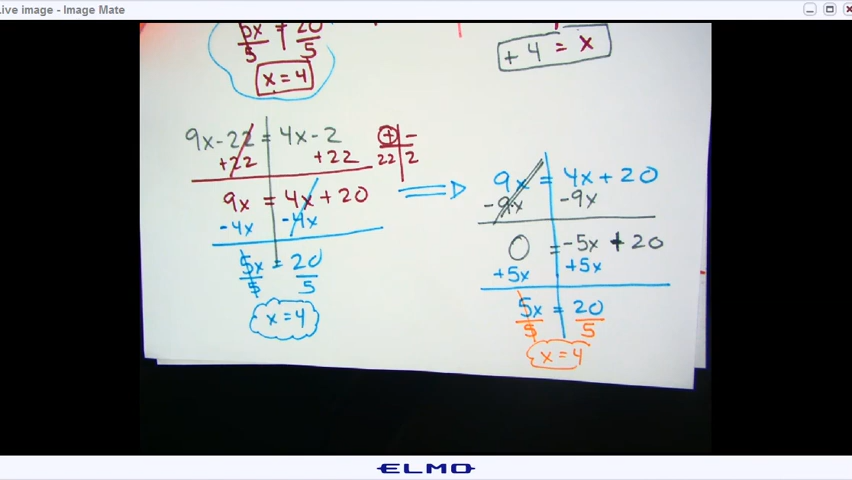 Live image - Image Mate
5x | 20
5 5
x = 4
+ 4 = x
9x - 22 = 4x - 2
+22 +22
+ | -
22 | 2
9x = 4x + 20
-4x -4x
5x = 20
5 5
x = 4
9x = 4x + 20
-9x -9x
0 = -5x + 20
+5x +5x
5x = 20
5 5
x = 4
ELMO